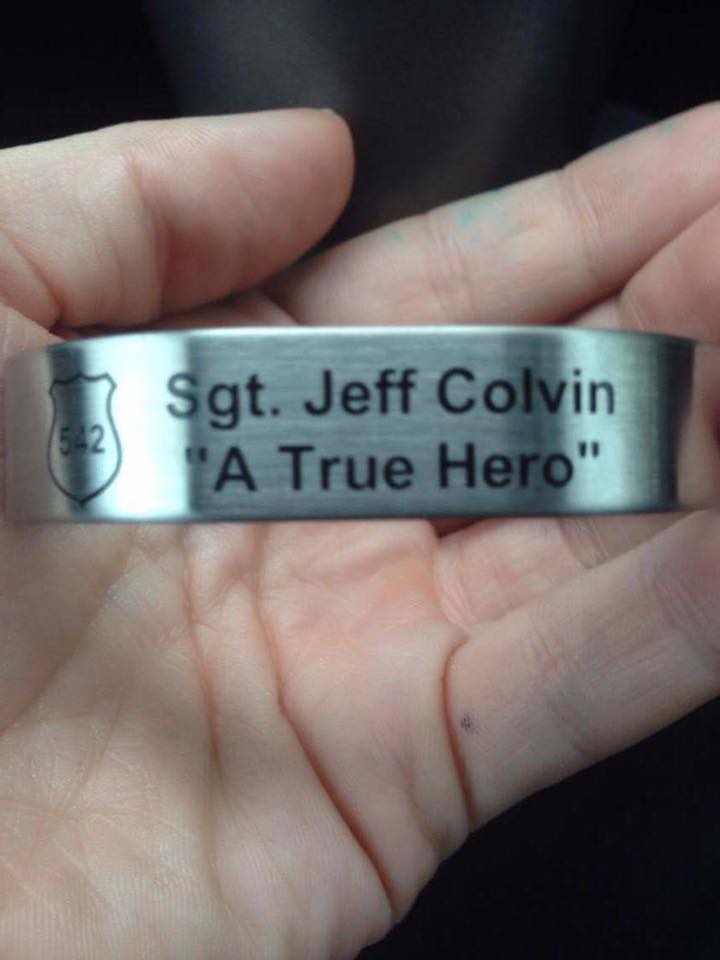 542
Sgt. Jeff Colvin
"A True Hero"